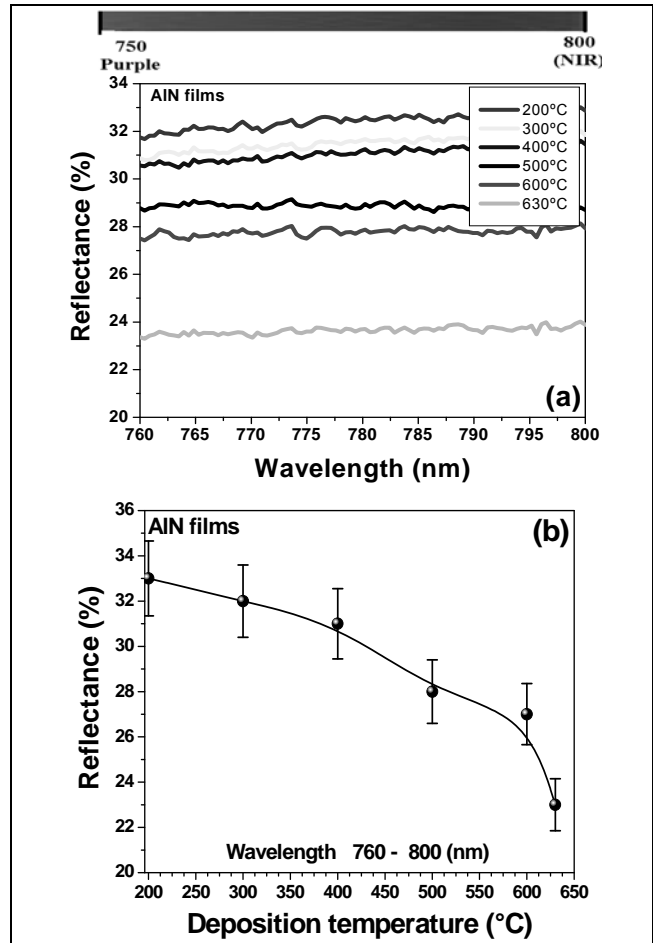 750 800
Purple (NIR)
34
AlN films
32
30
28
26
24
22
20
200ºC
300ºC
400ºC
500ºC
600ºC
630ºC
Reflectance (%)
(a)
760 765 770 775 780 785 790 795 800
Wavelength (nm)
36
AlN films (b)
34
32
30
28
26
24
22
20
Reflectance (%)
Wavelength 760 - 800 (nm)
200 250 300 350 400 450 500 550 600 650
Deposition temperature (°C)